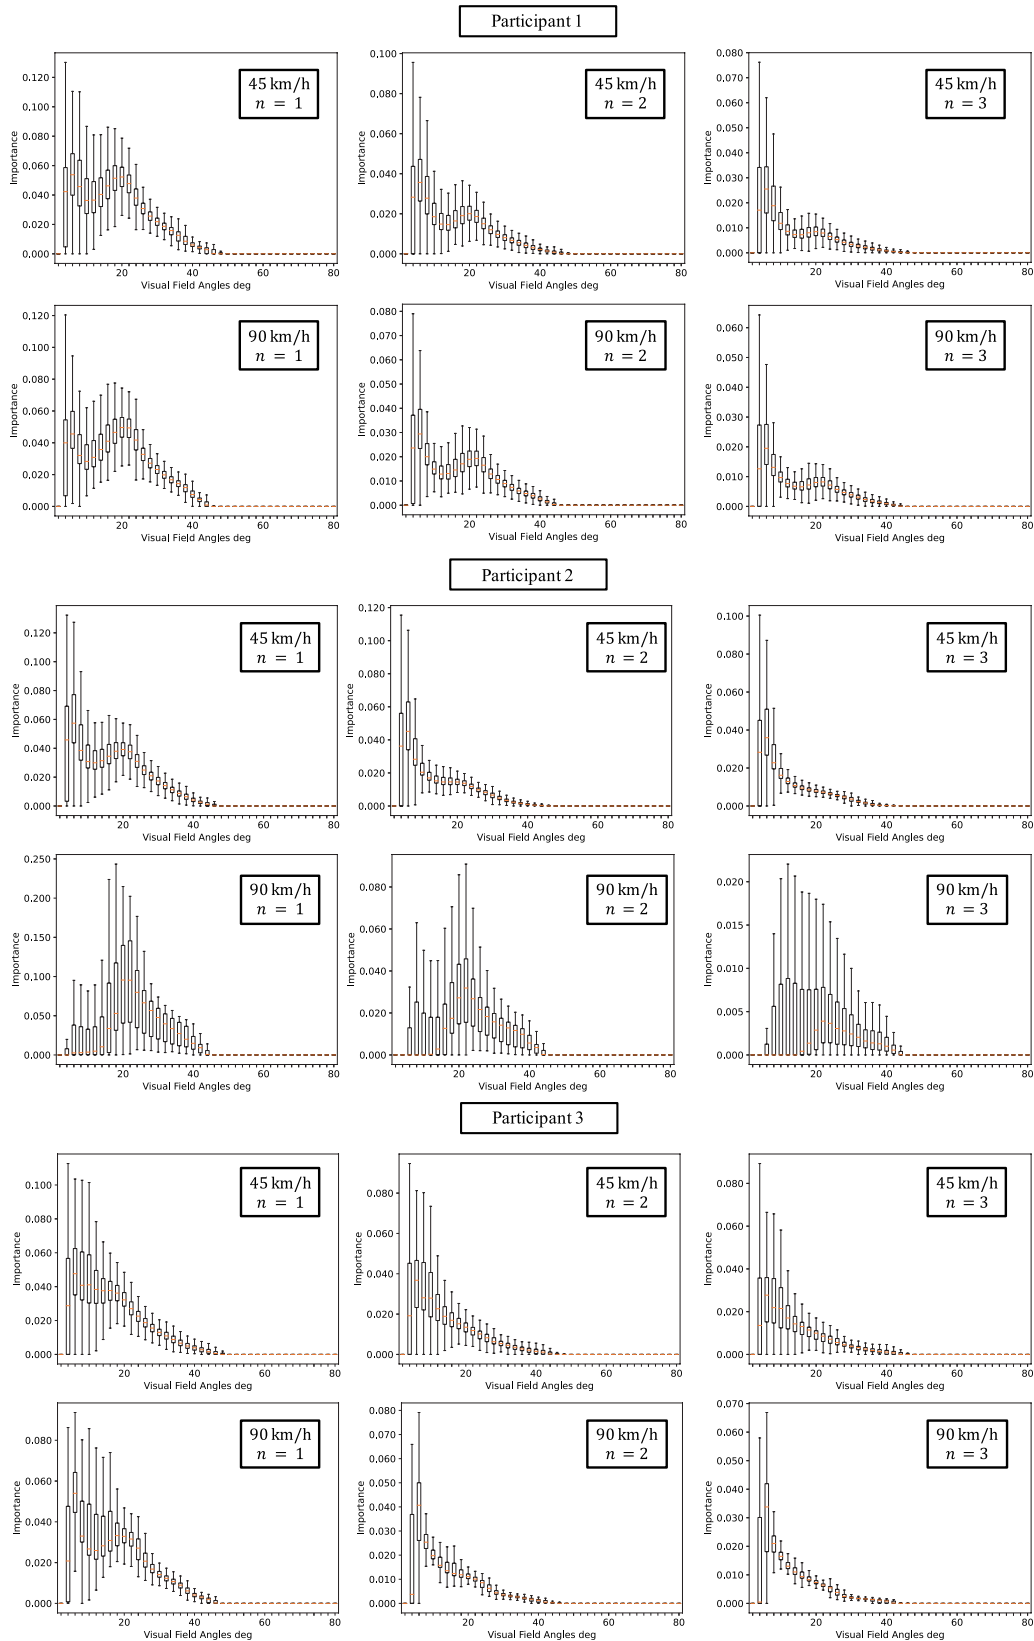 Participant 1
45 km/h
n = 1
Importance
0.120
0.100
0.080
0.060
0.040
0.020
0.000
20 40 60 80
Visual Field Angles deg
45 km/h
n = 2
Importance
0.100
0.080
0.060
0.040
0.020
0.000
20 40 60 80
Visual Field Angles deg
45 km/h
n = 3
Importance
0.080
0.070
0.060
0.050
0.040
0.030
0.020
0.010
0.000
20 40 60 80
Visual Field Angles deg
90 km/h
n = 1
Importance
0.120
0.100
0.080
0.060
0.040
0.020
0.000
20 40 60 80
Visual Field Angles deg
90 km/h
n = 2
Importance
0.080
0.070
0.060
0.050
0.040
0.030
0.020
0.010
0.000
20 40 60 80
Visual Field Angles deg
90 km/h
n = 3
Importance
0.060
0.050
0.040
0.030
0.020
0.010
0.000
20 40 60 80
Visual Field Angles deg
Participant 2
45 km/h
n = 1
Importance
0.120
0.100
0.080
0.060
0.040
0.020
0.000
20 40 60 80
Visual Field Angles deg
45 km/h
n = 2
Importance
0.120
0.100
0.080
0.060
0.040
0.020
0.000
20 40 60 80
Visual Field Angles deg
45 km/h
n = 3
Importance
0.100
0.080
0.060
0.040
0.020
0.000
20 40 60 80
Visual Field Angles deg
90 km/h
n = 1
Importance
0.250
0.200
0.150
0.100
0.050
0.000
20 40 60 80
Visual Field Angles deg
90 km/h
n = 2
Importance
0.080
0.060
0.040
0.020
0.000
20 40 60 80
Visual Field Angles deg
90 km/h
n = 3
Importance
0.020
0.015
0.010
0.005
0.000
20 40 60 80
Visual Field Angles deg
Participant 3
45 km/h
n = 1
Importance
0.100
0.080
0.060
0.040
0.020
0.000
20 40 60 80
Visual Field Angles deg
45 km/h
n = 2
Importance
0.080
0.060
0.040
0.020
0.000
20 40 60 80
Visual Field Angles deg
45 km/h
n = 3
Importance
0.080
0.060
0.040
0.020
0.000
20 40 60 80
Visual Field Angles deg
90 km/h
n = 1
Importance
0.080
0.060
0.040
0.020
0.000
20 40 60 80
Visual Field Angles deg
90 km/h
n = 2
Importance
0.080
0.070
0.060
0.050
0.040
0.030
0.020
0.010
0.000
20 40 60 80
Visual Field Angles deg
90 km/h
n = 3
Importance
0.070
0.060
0.050
0.040
0.030
0.020
0.010
0.000
20 40 60 80
Visual Field Angles deg